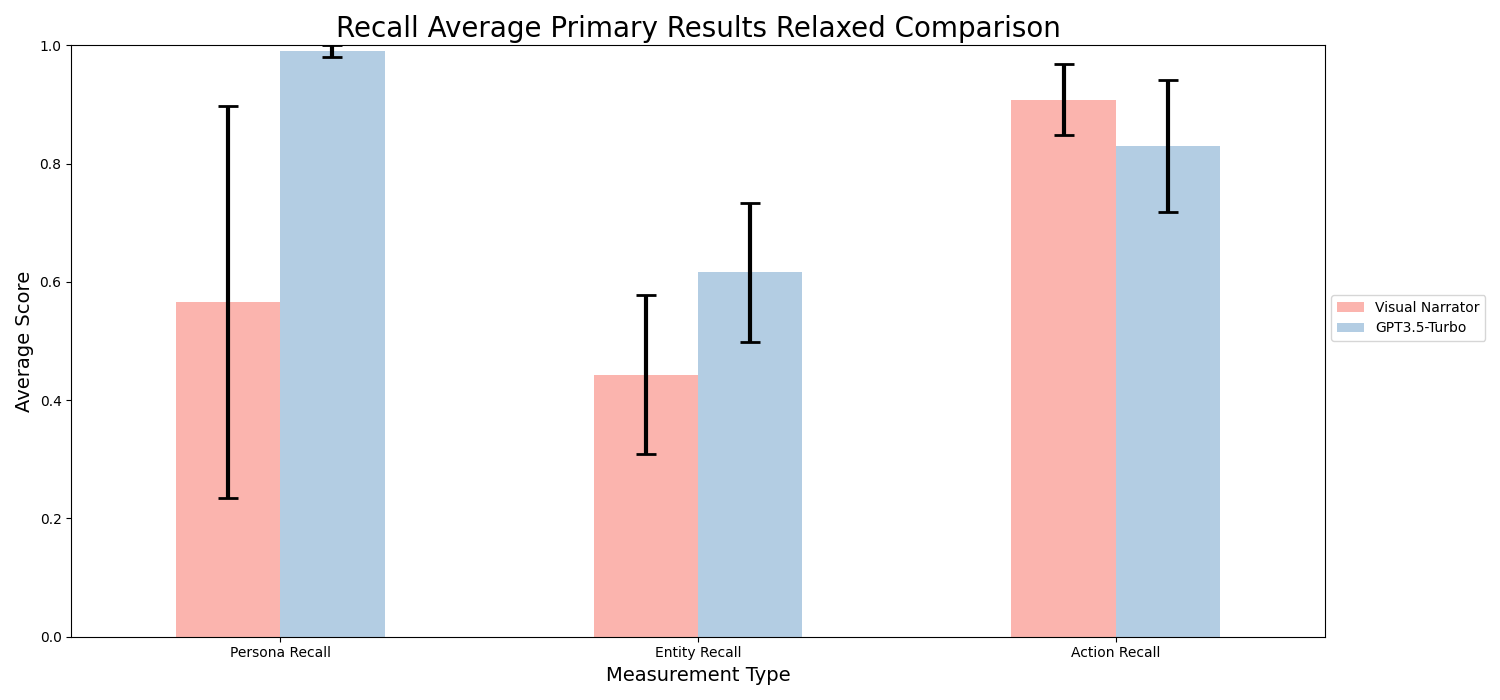 Recall Average Primary Results Relaxed Comparison
1.0
0.8
0.6
0.4
0.2
0.0
Average Score
Persona Recall
Entity Recall
Action Recall
Measurement Type
Visual Narrator
GPT3.5-Turbo